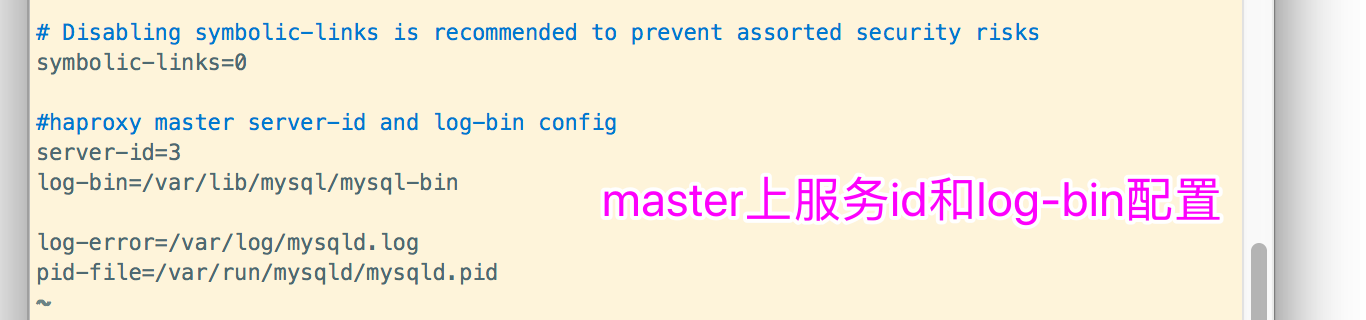 # Disabling symbolic-links is recommended to prevent assorted security risks
symbolic-links=0
#haproxy master server-id and log-bin config
server-id=3
log-bin=/var/lib/mysql/mysql-bin
master上服务id和log-bin配置
log-error=/var/log/mysqld.log
pid-file=/var/run/mysqld/mysqld.pid
~